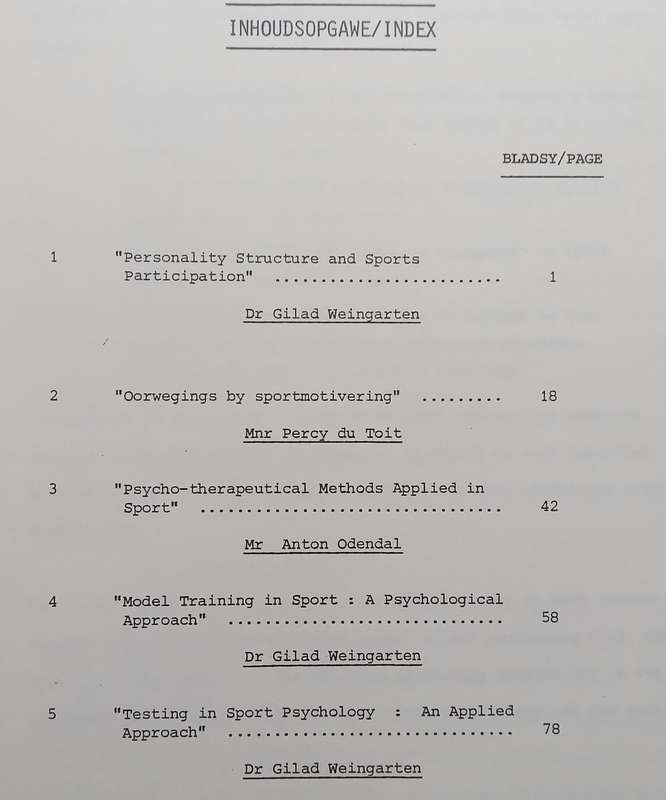 INHOUDSOPGAWE/INDEX
BLADSY/PAGE
1 "Personality Structure and Sports
Participation" ......................... 1
Dr Gilad Weingarten
2 "Oorwegings by sportmotivering" ......... 18
Mnr Percy du Toit
3 "Psycho-therapeutical Methods Applied in
Sport" ................................. 42
Mr Anton Odendal
4 "Model Training in Sport : A Psychological
Approach" .............................. 58
Dr Gilad Weingarten
5 "Testing in Sport Psychology : An Applied
Approach" ............................... 78
Dr Gilad Weingarten